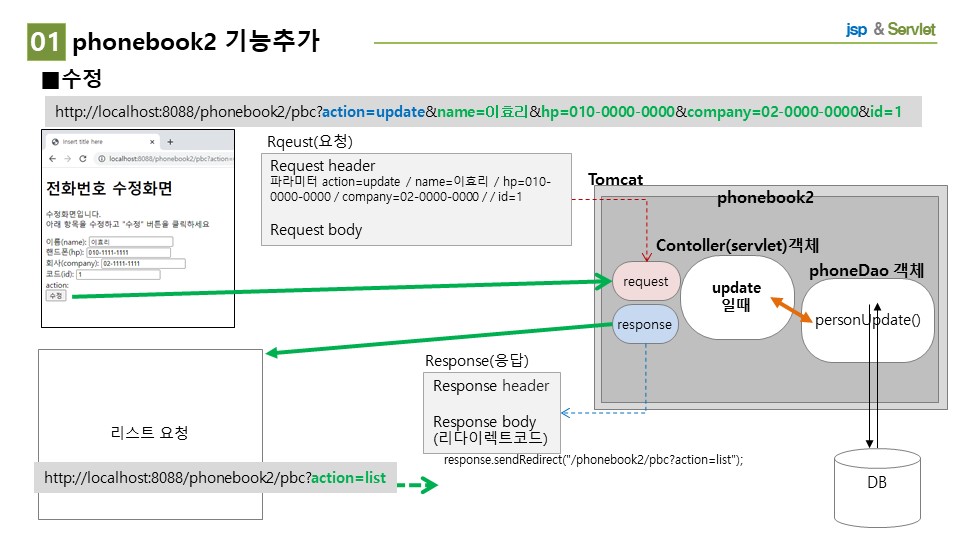 01 phonebook2 기능추가
jsp & Servlet
■수정
http://localhost:8088/phonebook2/pbc?action=update&name=이효리&hp=010-0000-0000&company=02-0000-0000&id=1
Insert title here
localhost:8088/phonebook2/pbc?action=
전화번호 수정화면
수정화면입니다.
아래 항목을 수정하고 "수정" 버튼을 클릭하세요
이름(name): 이효리
핸드폰(hp): 010-1111-1111
회사(company): 02-1111-1111
코드(id): 1
action:
수정
Rqeust(요청)
Request header
파라미터 action=update / name=이효리 / hp=010-
0000-0000 / company=02-0000-0000 / / id=1
Request body
Tomcat
phonebook2
Contoller(servlet)객체
phoneDao 객체
request
update
일때
personUpdate()
response
Response(응답)
Response header
Response body
(리다이렉트코드)
response.sendRedirect("/phonebook2/pbc?action=list");
리스트 요청
http://localhost:8088/phonebook2/pbc?action=list
DB